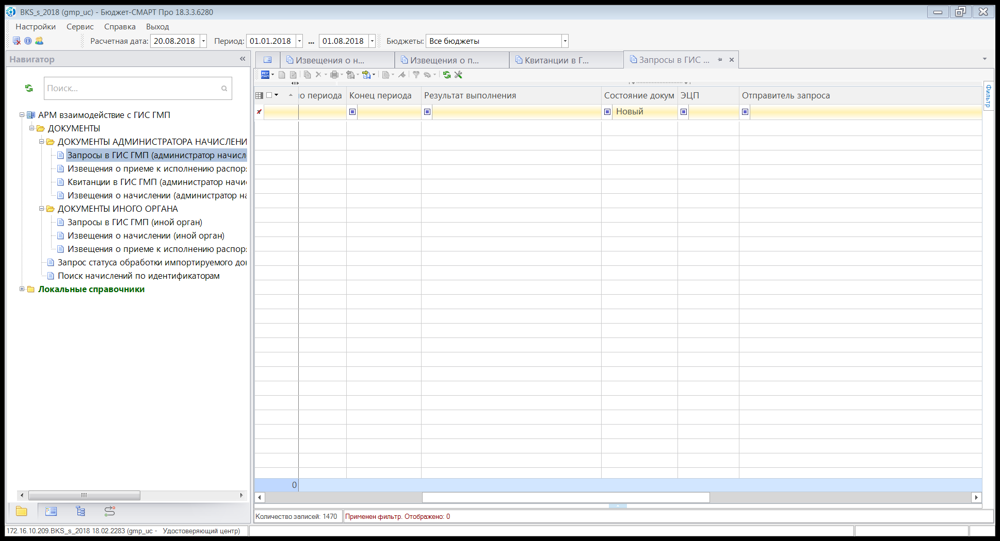 BKS_s_2018 (gmp_uc) - Бюджет-СМАРТ Про 18.3.3.6280
Настройки Сервис Справка Выход
Расчетная дата: 20.08.2018 Период: 01.01.2018 ... 01.08.2018 Бюджеты: Все бюджеты
Навигатор «
Извещения о н... Извещения о п... Квитанции в Г... Запросы в ГИС ...
Поиск...
ю периода Конец периода Результат выполнения Состояние докум ЭЦП Отправитель запроса
Фильтр
Новый
АРМ взаимодействие с ГИС ГМП
ДОКУМЕНТЫ
ДОКУМЕНТЫ АДМИНИСТРАТОРА НАЧИСЛЕНИ
Запросы в ГИС ГМП (администратор начисл
Извещения о приеме к исполнению распор
Квитанции в ГИС ГМП (администратор начи
Извещения о начислении (администратор на
ДОКУМЕНТЫ ИНОГО ОРГАНА
Запросы в ГИС ГМП (иной орган)
Извещения о начислении (иной орган)
Извещения о приеме к исполнению распор
Запрос статуса обработки импортируемого до
Поиск начислений по идентификаторам
Локальные справочники
0
Количество записей: 1470 Применен фильтр. Отображено: 0
172.16.10.209.BKS_s_2018 18.02.2283 (gmp_uc - Удостоверяющий центр)